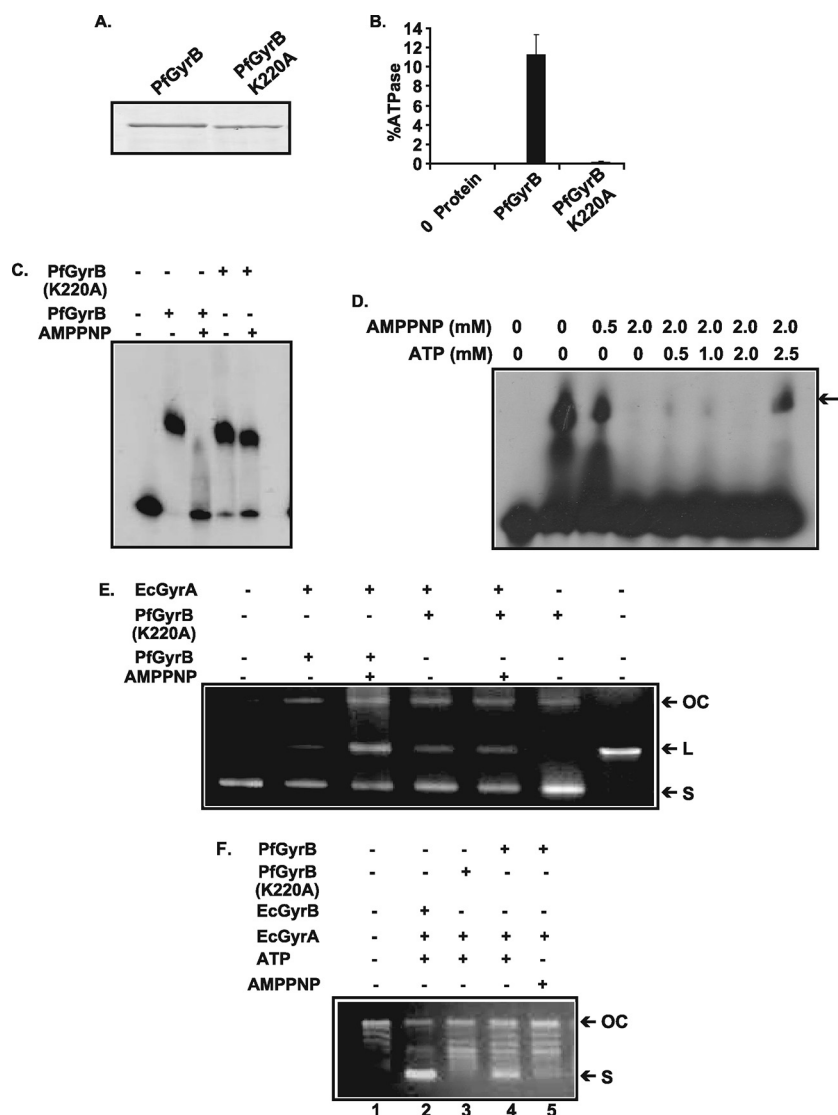 A.
PfGyrB
PfGyrB
K220A
B.
%ATPase
14
12
10
8
6
4
2
0
0 Protein
PfGyrB
PfGyrB
K220A
C. PfGyrB - - - + +
(K220A)
PfGyrB - + + - -
AMPPNP - - + - +
D.
AMPPNP (mM) 0 0 0.5 2.0 2.0 2.0 2.0 2.0
ATP (mM) 0 0 0 0 0.5 1.0 2.0 2.5
←
E. EcGyrA - + + + + - -
PfGyrB - - - + + + -
(K220A)
PfGyrB - + + - - - -
AMPPNP - - + - + - -
← OC
← L
← S
F. PfGyrB - - - + +
PfGyrB - - + - -
(K220A)
EcGyrB - + - - -
EcGyrA - + + + +
ATP - + + + -
AMPPNP - - - - +
← OC
← S
1 2 3 4 5